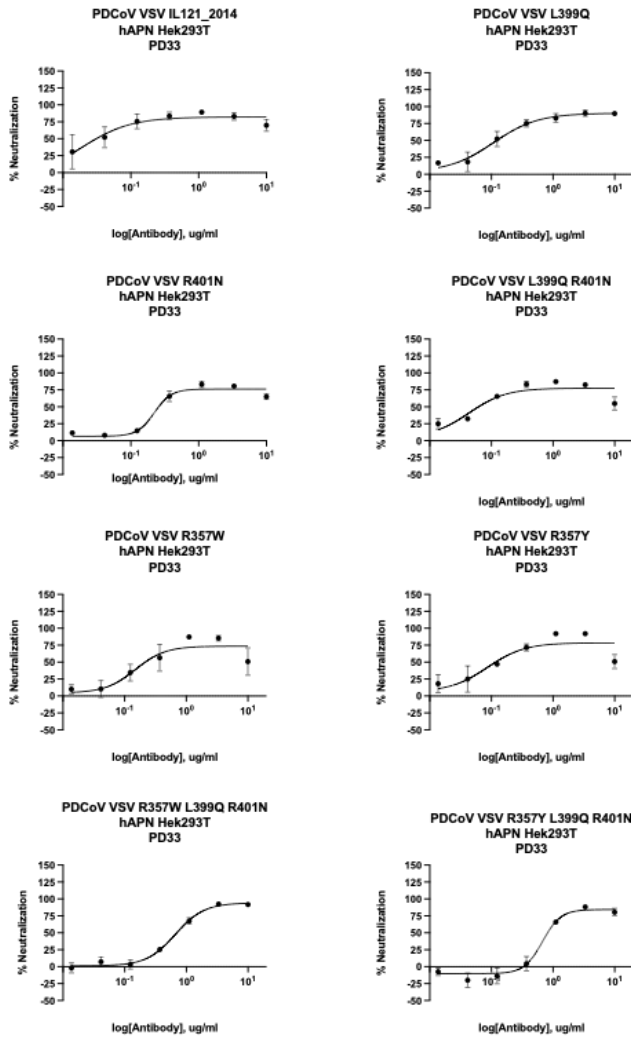 PDCoV VSV IL121_2014
hAPN Hek293T
PD33
% Neutralization
150
125
100
75
50
25
0
-25
-50
10-1
100
101
log[Antibody], ug/ml
PDCoV VSV L399Q
hAPN Hek293T
PD33
% Neutralization
150
125
100
75
50
25
0
-25
-50
10-1
100
101
log[Antibody], ug/ml
PDCoV VSV R401N
hAPN Hek293T
PD33
% Neutralization
150
125
100
75
50
25
0
-25
-50
10-1
100
101
log[Antibody], ug/ml
PDCoV VSV L399Q R401N
hAPN Hek293T
PD33
% Neutralization
150
125
100
75
50
25
0
-25
-50
10-1
100
101
log[Antibody], ug/ml
PDCoV VSV R357W
hAPN Hek293T
PD33
% Neutralization
150
125
100
75
50
25
0
-25
-50
10-1
100
101
log[Antibody], ug/ml
PDCoV VSV R357Y
hAPN Hek293T
PD33
% Neutralization
150
125
100
75
50
25
0
-25
-50
10-1
100
101
log[Antibody], ug/ml
PDCoV VSV R357W L399Q R401N
hAPN Hek293T
PD33
% Neutralization
150
125
100
75
50
25
0
-25
-50
10-1
100
101
log[Antibody], ug/ml
PDCoV VSV R357Y L399Q R401N
hAPN Hek293T
PD33
% Neutralization
150
125
100
75
50
25
0
-25
-50
10-1
100
101
log[Antibody], ug/ml